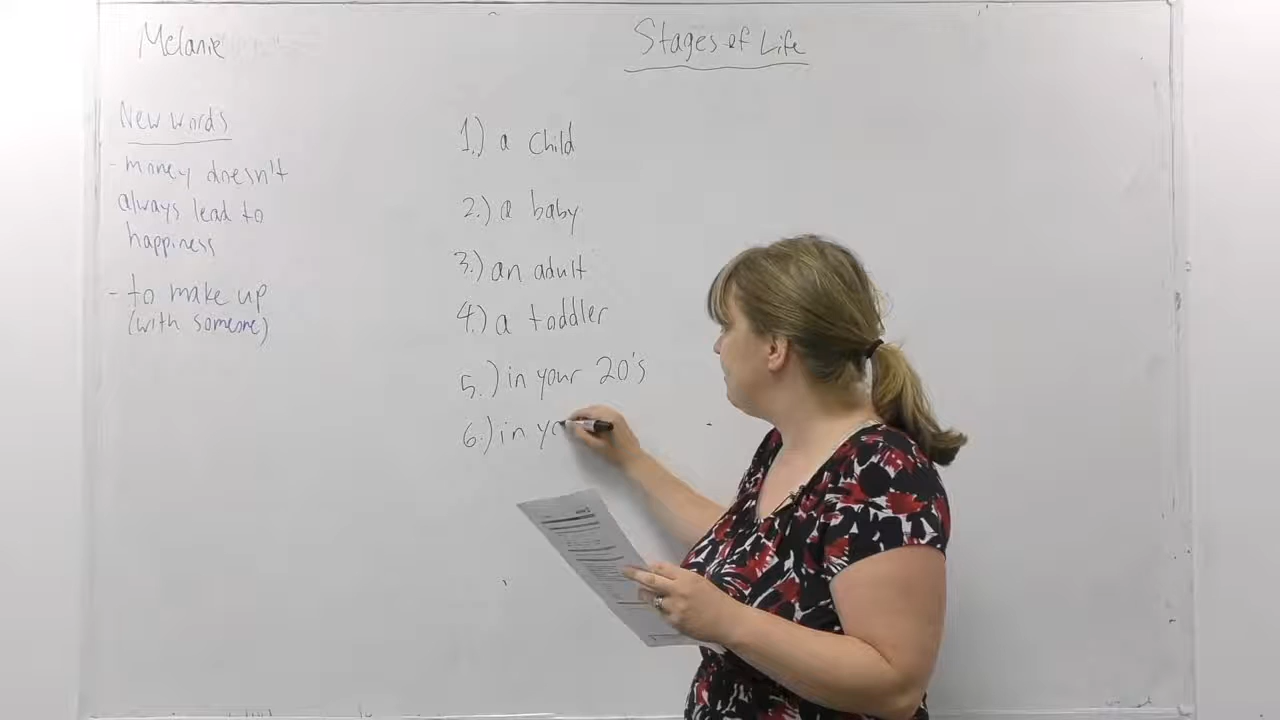 Melanie
Stages of Life
New words
- money doesn't
always lead to
happiness
- to make up
(with someone)
1.) a child
2.) a baby
3.) an adult
4.) a toddler
5.) in your 20's
6.) in yo